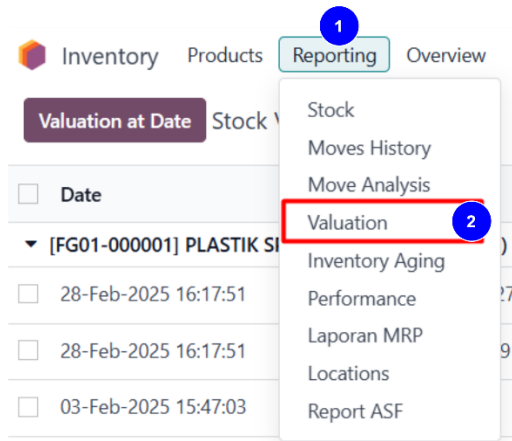 1
Inventory Products Reporting Overview
Valuation at Date Stock
Stock
Moves History
Move Analysis
Date
Valuation 2
[FG01-000001] PLASTIK )
Inventory Aging
28-Feb-2025 16:17:51
Performance
Laporan MRP
28-Feb-2025 16:17:51
Locations
03-Feb-2025 15:47:03
Report ASF